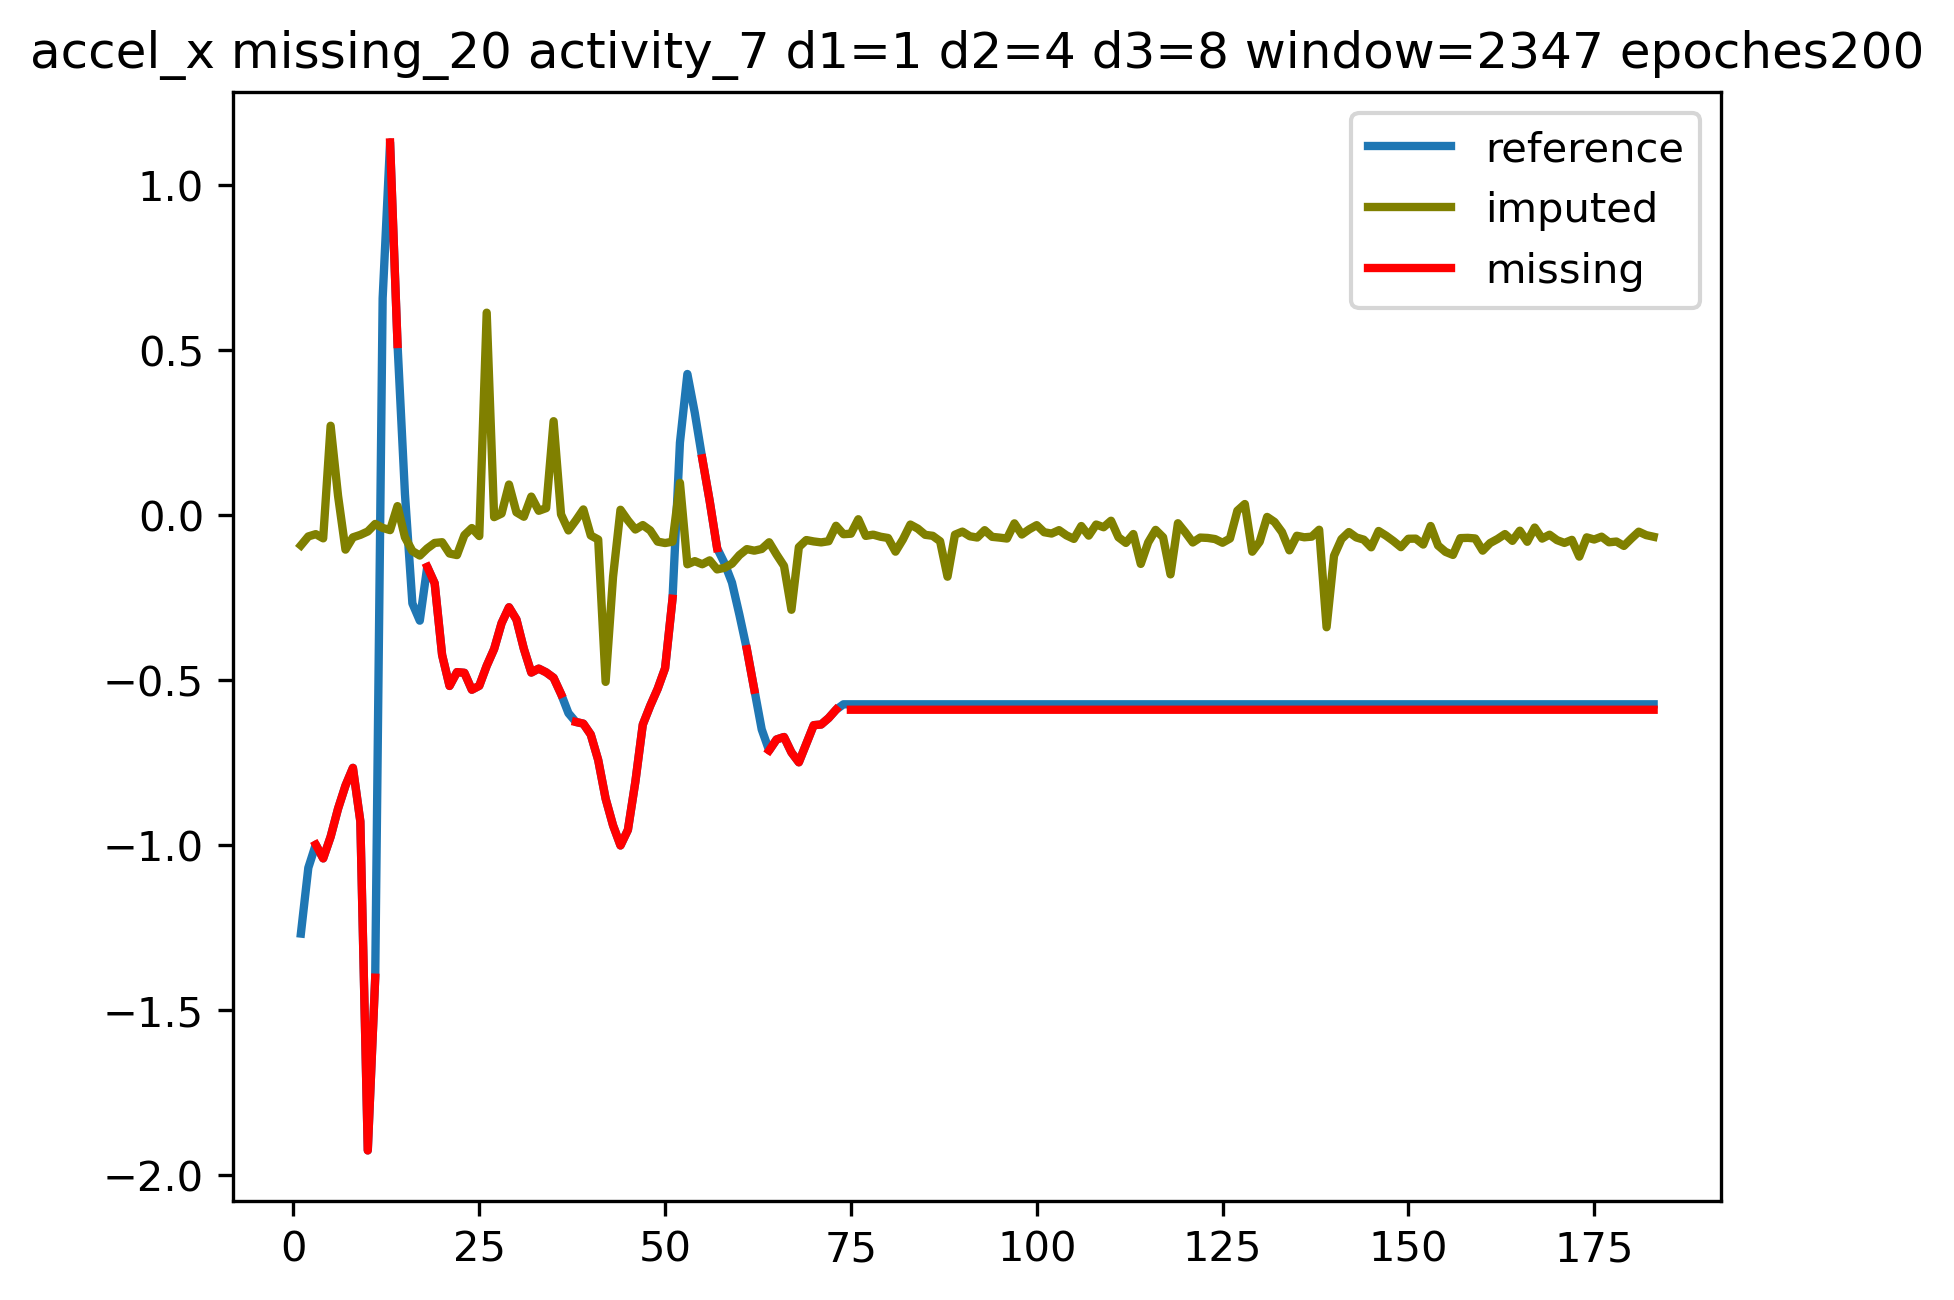 accel_x missing_20 activity_7 d1=1 d2=4 d3=8 window=2347 epoches200
reference
imputed
missing
1.0
0.5
0.0
−0.5
−1.0
−1.5
−2.0
0 25 50 75 100 125 150 175